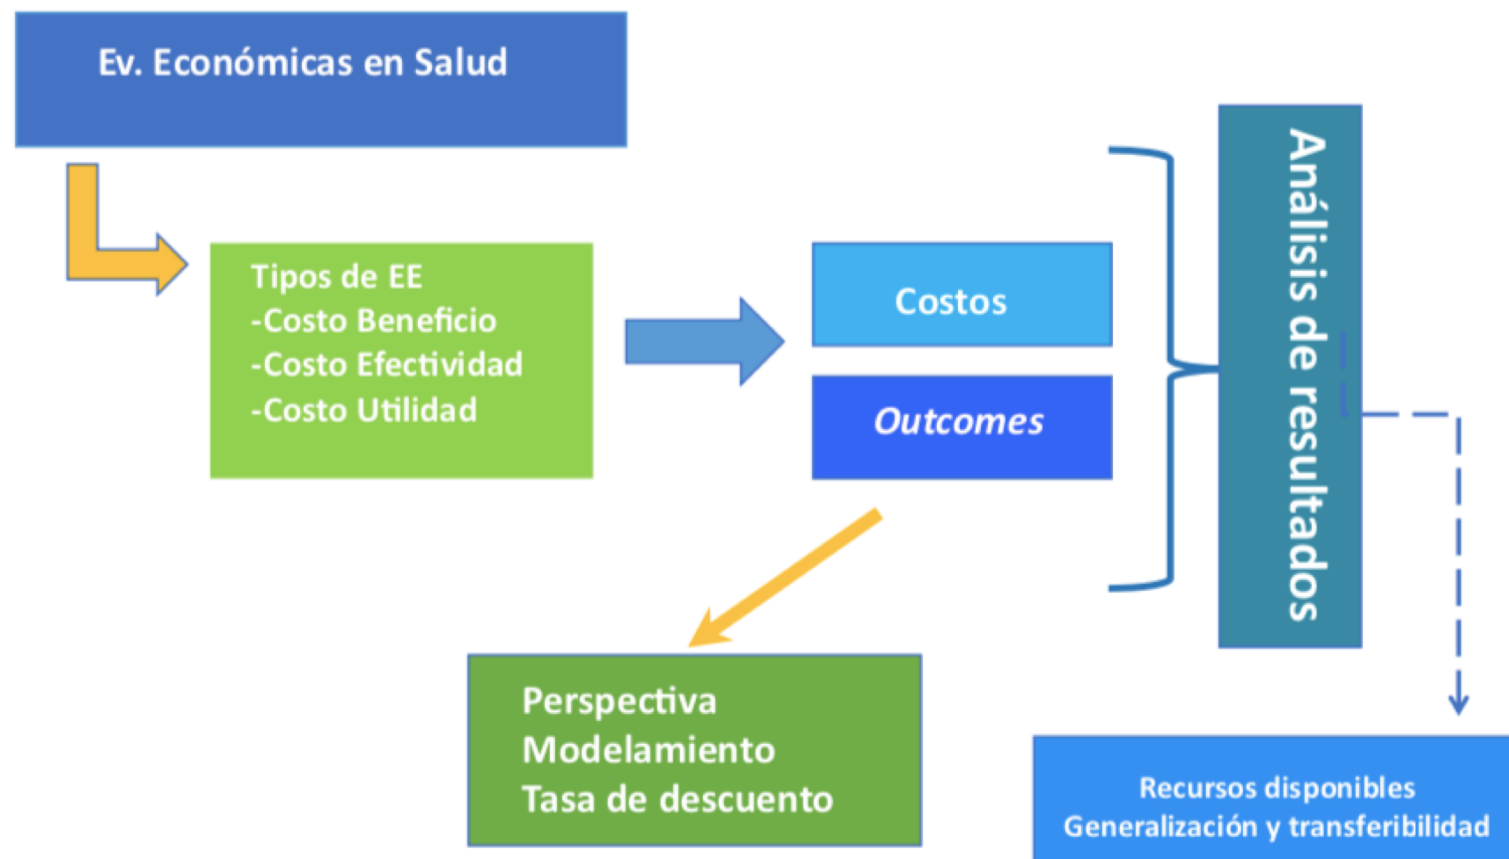 Ev. Económicas en Salud
Tipos de EE
-Costo Beneficio
-Costo Efectividad
-Costo Utilidad
Costos
Outcomes
Análisis de resultados
Perspectiva
Modelamiento
Tasa de descuento
Recursos disponibles
Generalización y transferibilidad